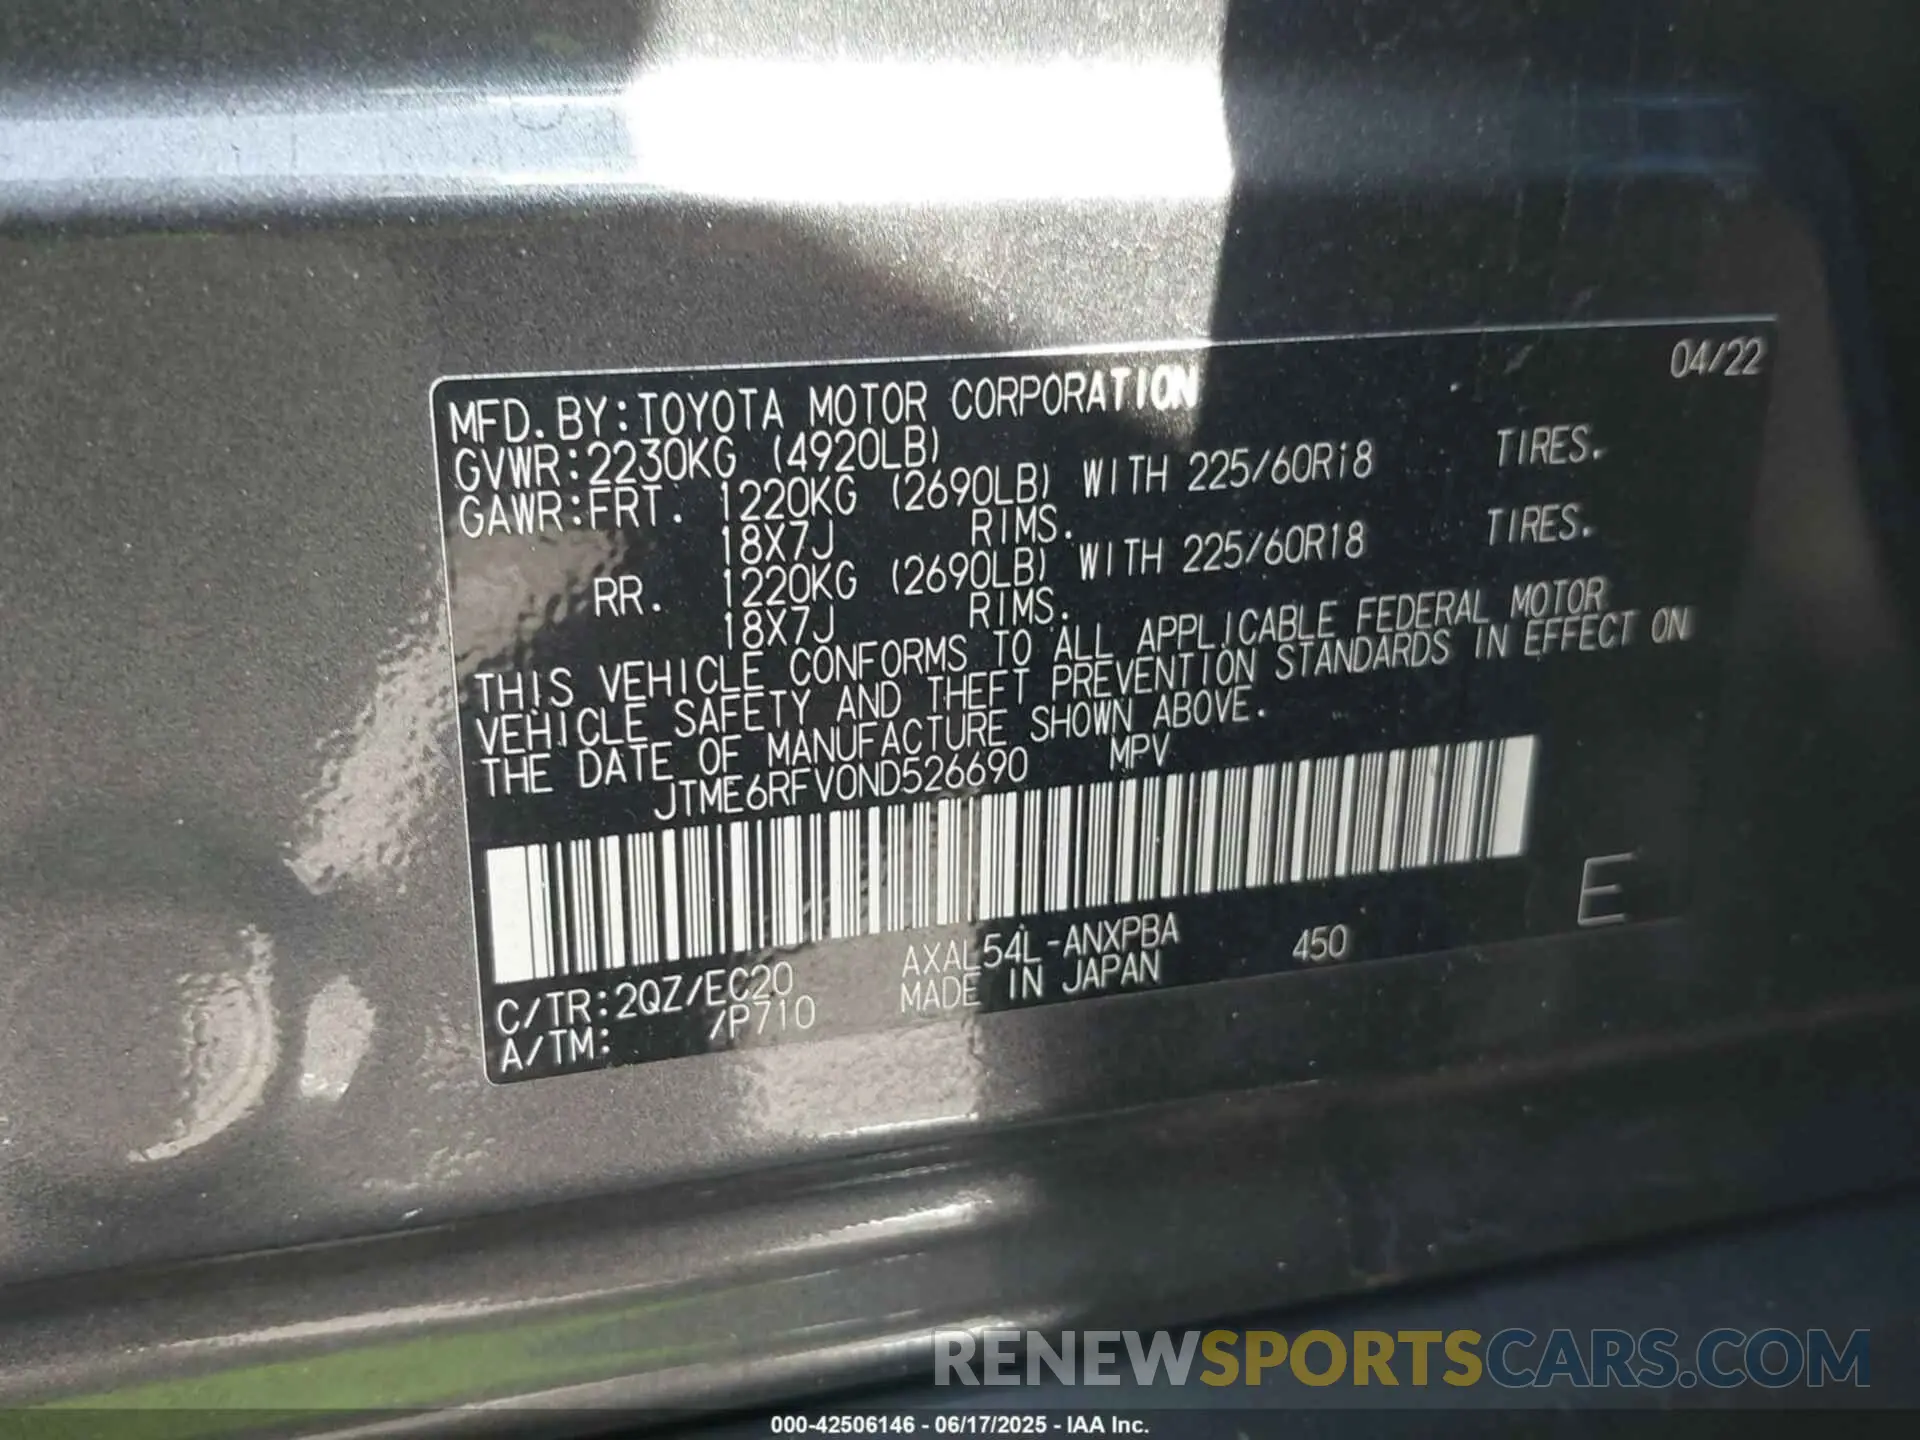 04/22
MFD. BY:TOYOTA MOTOR CORPORATION
GVWR:2230KG (4920LB)
GAWR:FRT. 1220KG (2690LB) WITH 225/60R18 TIRES.
18X7J RIMS.
RR. 1220KG (2690LB) WITH 225/60R18 TIRES.
18X7J RIMS.
THIS VEHICLE CONFORMS TO ALL APPLICABLE FEDERAL MOTOR
VEHICLE SAFETY AND THEFT PREVENTION STANDARDS IN EFFECT ON
THE DATE OF MANUFACTURE SHOWN ABOVE.
JTME6RFV0ND526690 MPV
E
C/TR:2QZ/EC20 AXAL54L-ANXPBA 450
A/TM: /P710 MADE IN JAPAN
RENEWSPORTSCARS.COM
000-42506146 - 06/17/2025 - IAA Inc.